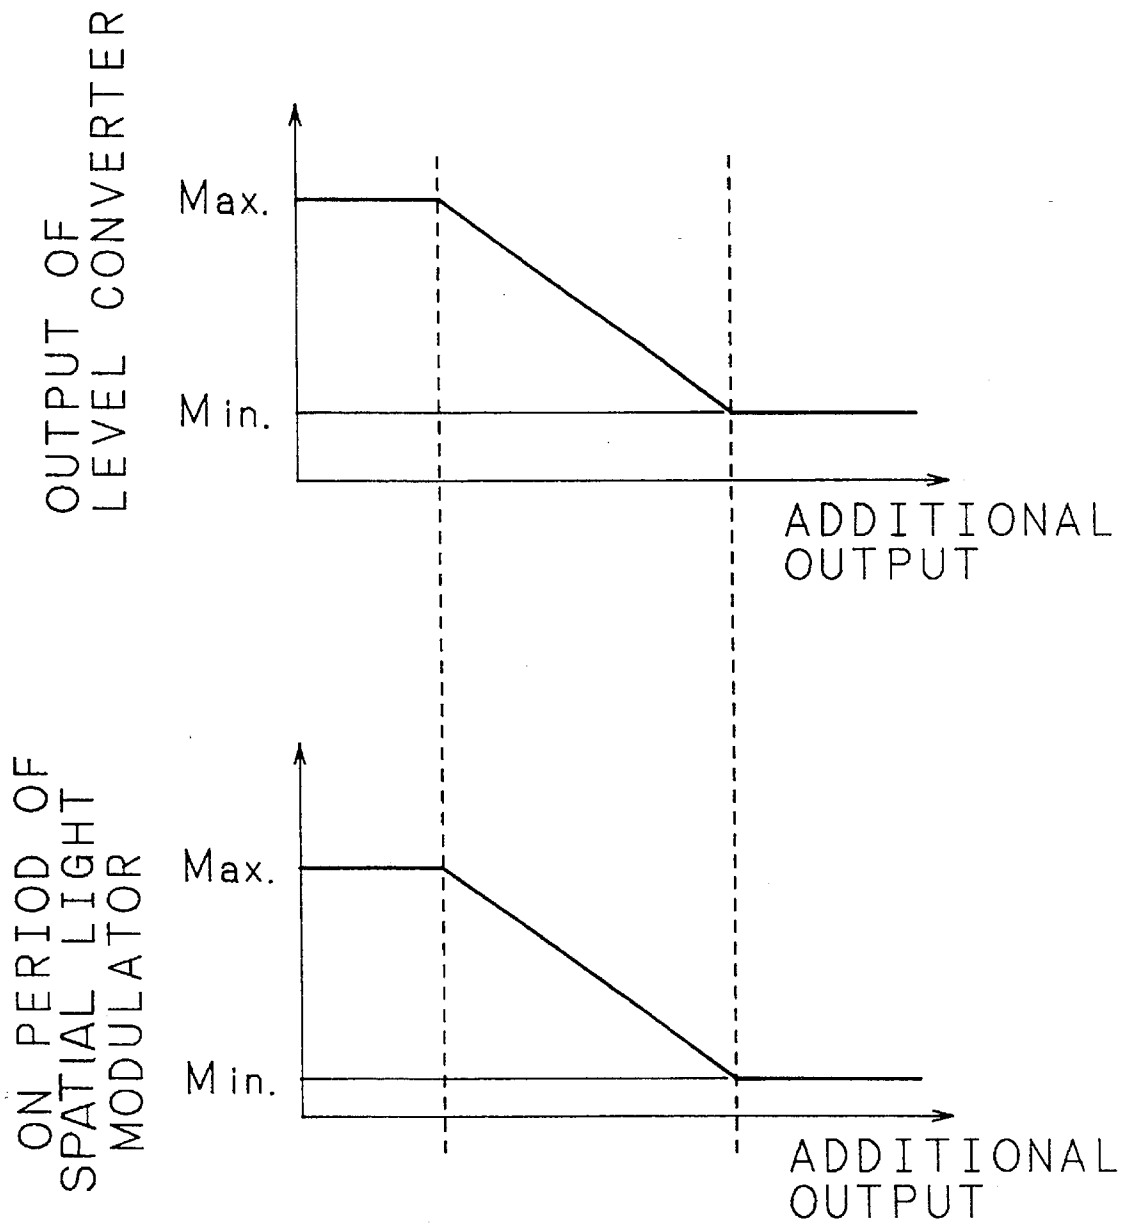 OUTPUT OF
LEVEL CONVERTER
Max.
Min.
ADDITIONAL
OUTPUT
ON PERIOD OF
SPATIAL LIGHT
MODULATOR
Max.
Min.
ADDITIONAL
OUTPUT